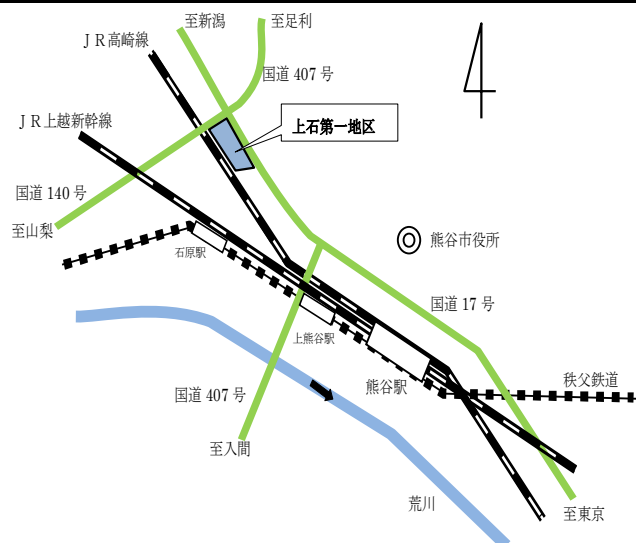 至新潟
至足利
ＪＲ高崎線
国道 407 号
ＪＲ上越新幹線
上石第一地区
国道 140 号
至山梨
石原駅
熊谷市役所
国道 17 号
上熊谷駅
熊谷駅
秩父鉄道
国道 407 号
至入間
荒川
至東京